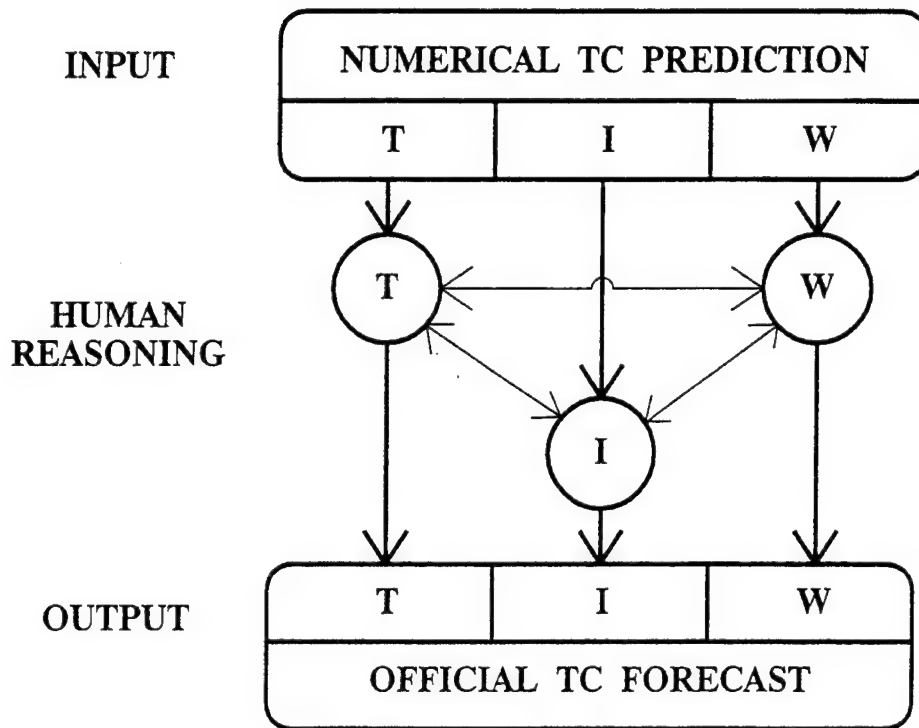 INPUT
NUMERICAL TC PREDICTION
T I W
T W
HUMAN
REASONING
I
OUTPUT
T I W
OFFICIAL TC FORECAST